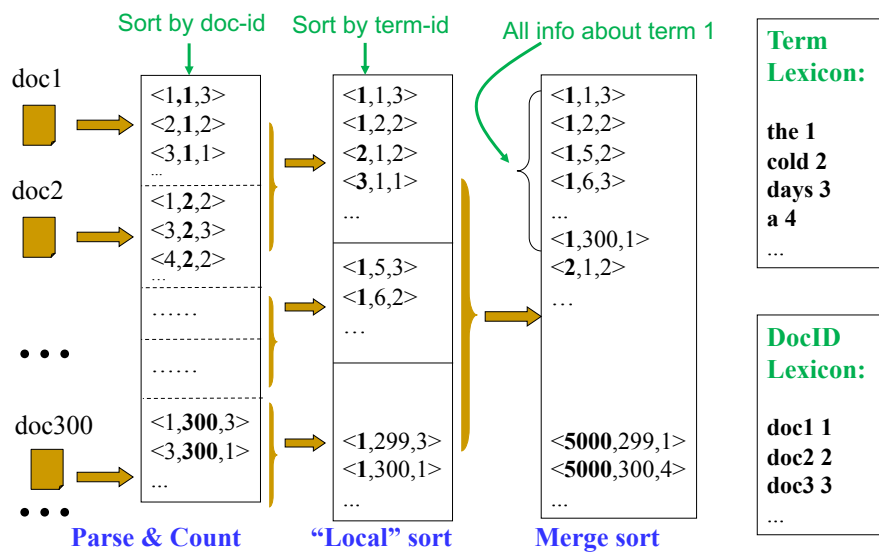 Sort by doc-id
Sort by term-id
All info about term 1
doc1
doc2
• • •
doc300
• • •
<1,1,3>
<2,1,2>
<3,1,1>
...
<1,2,2>
<3,2,3>
<4,2,2>
...
……
……
<1,300,3>
<3,300,1>
...
Parse & Count
<1,1,3>
<1,2,2>
<2,1,2>
<3,1,1>
...
<1,5,3>
<1,6,2>
...
<1,299,3>
<1,300,1>
...
“Local” sort
<1,1,3>
<1,2,2>
<1,5,2>
<1,6,3>
...
<1,300,1>
<2,1,2>
...
<5000,299,1>
<5000,300,4>
...
Merge sort
Term
Lexicon:
the 1
cold 2
days 3
a 4
...
DocID
Lexicon:
doc1 1
doc2 2
doc3 3
...